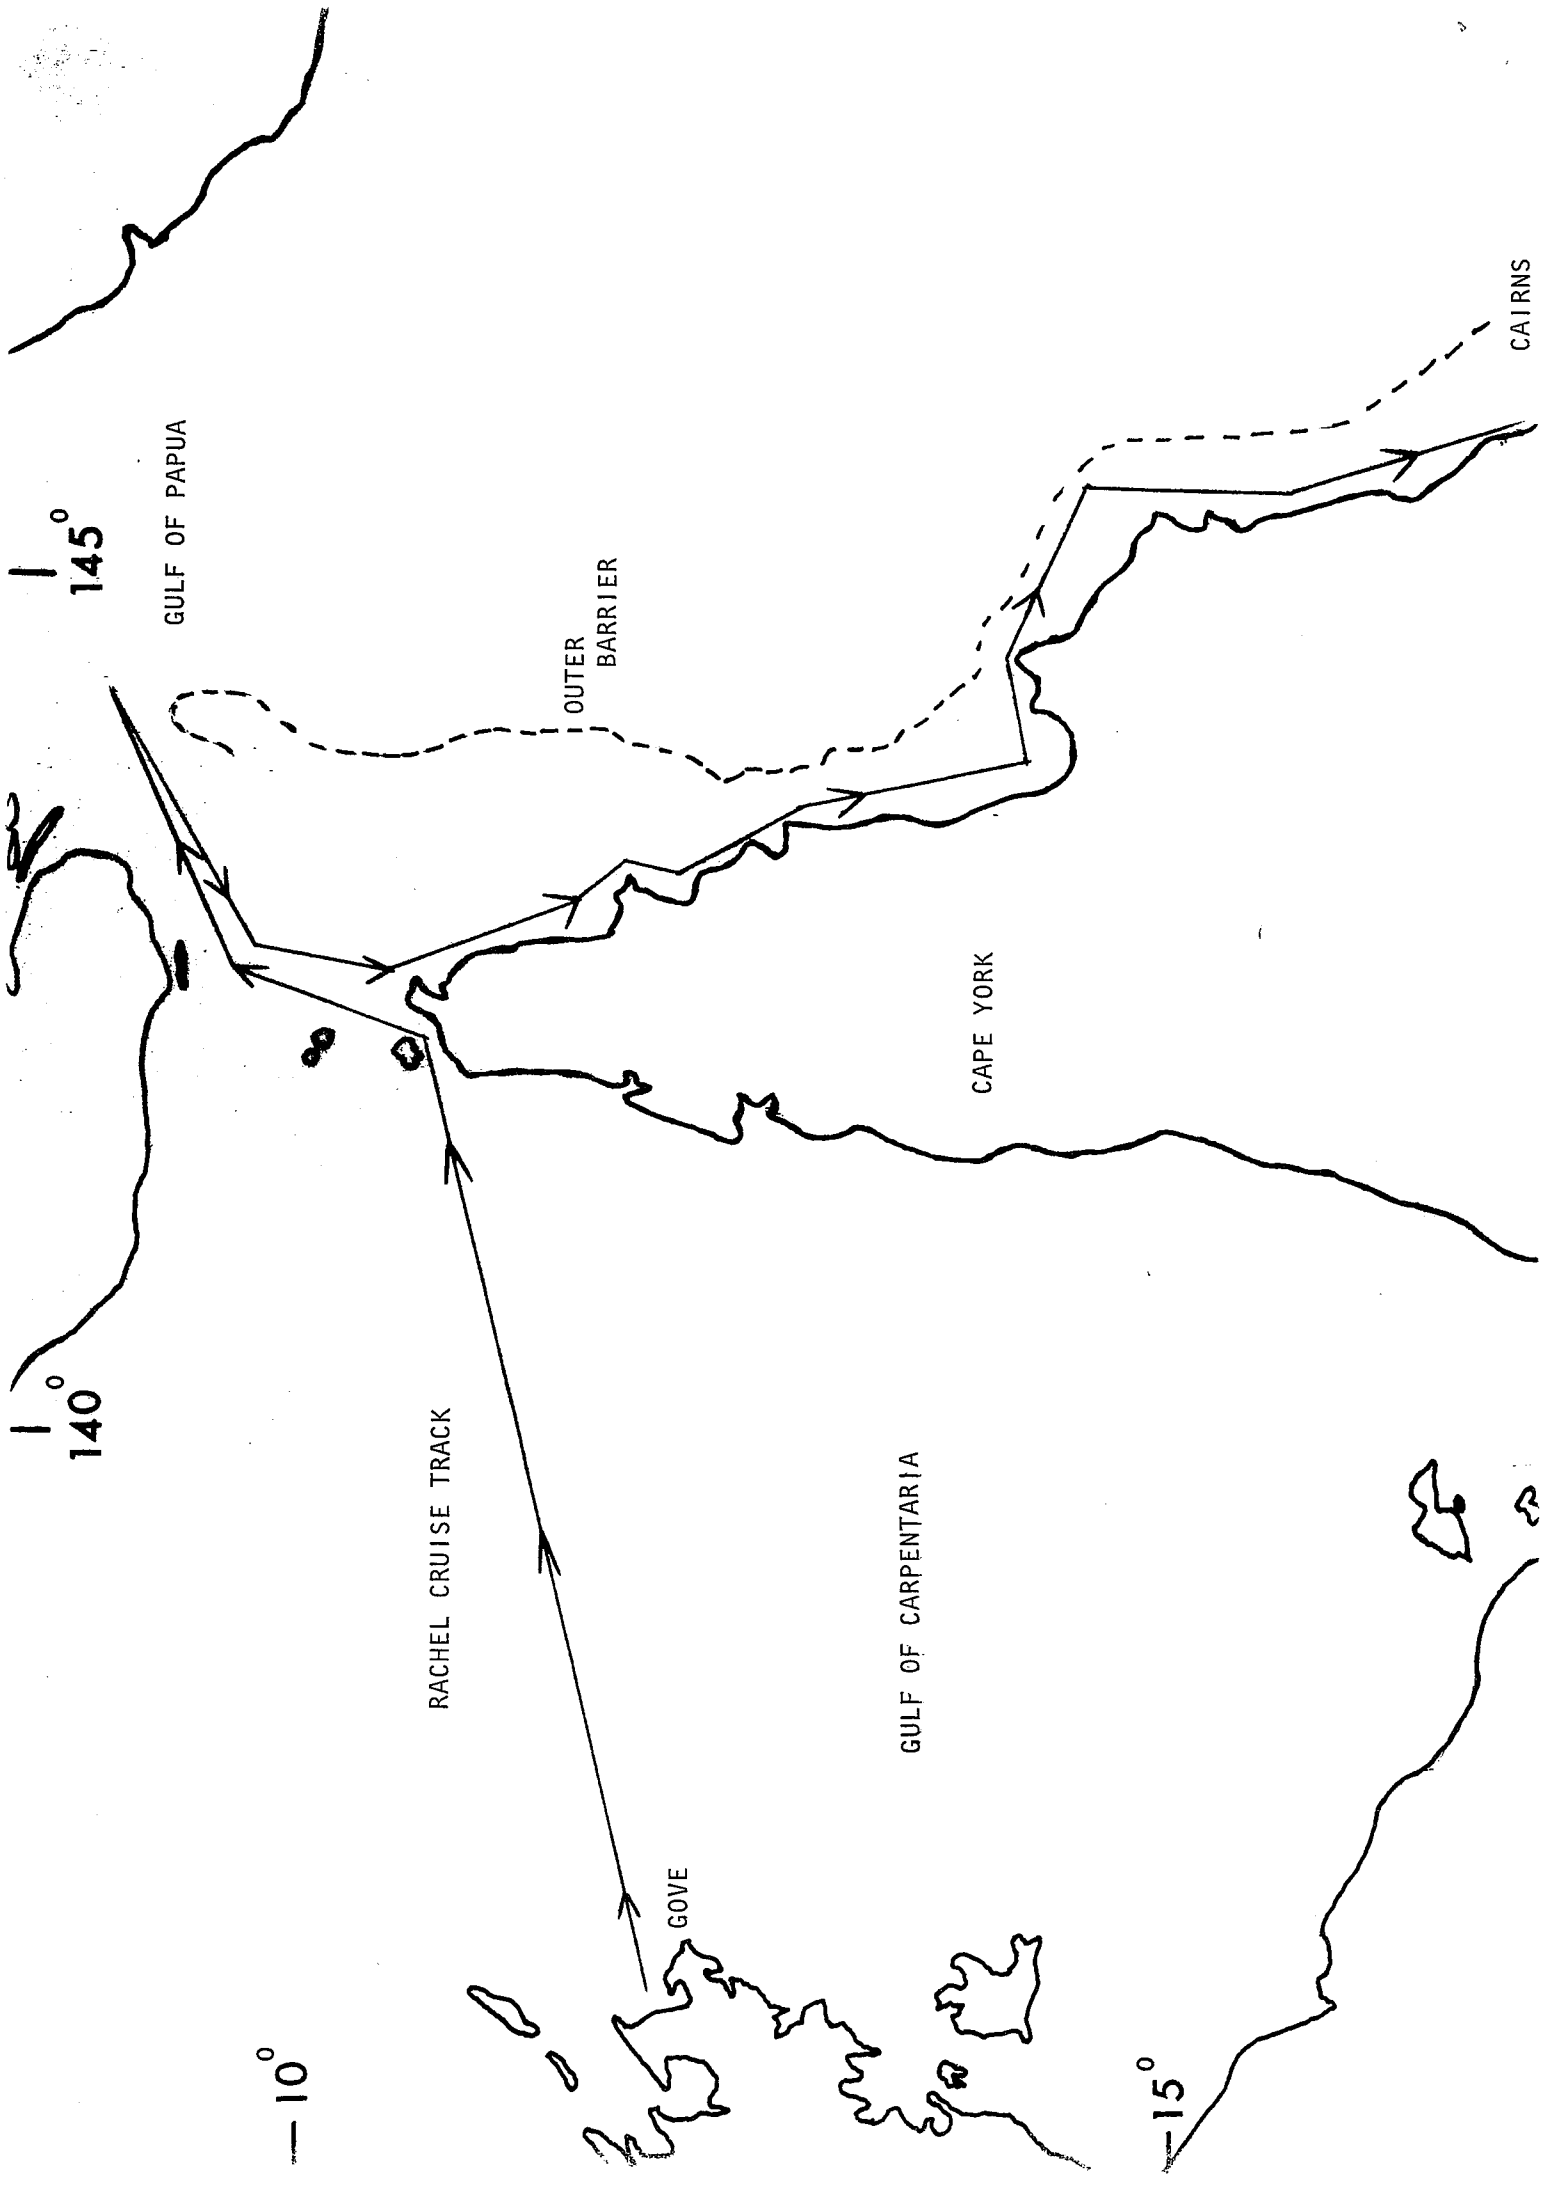 140°
145°
GULF OF PAPUA
—10°
RACHEL CRUISE TRACK
OUTER
BARRIER
GOVE
GULF OF CARPENTARIA
CAPE YORK
—15°
CAIRNS